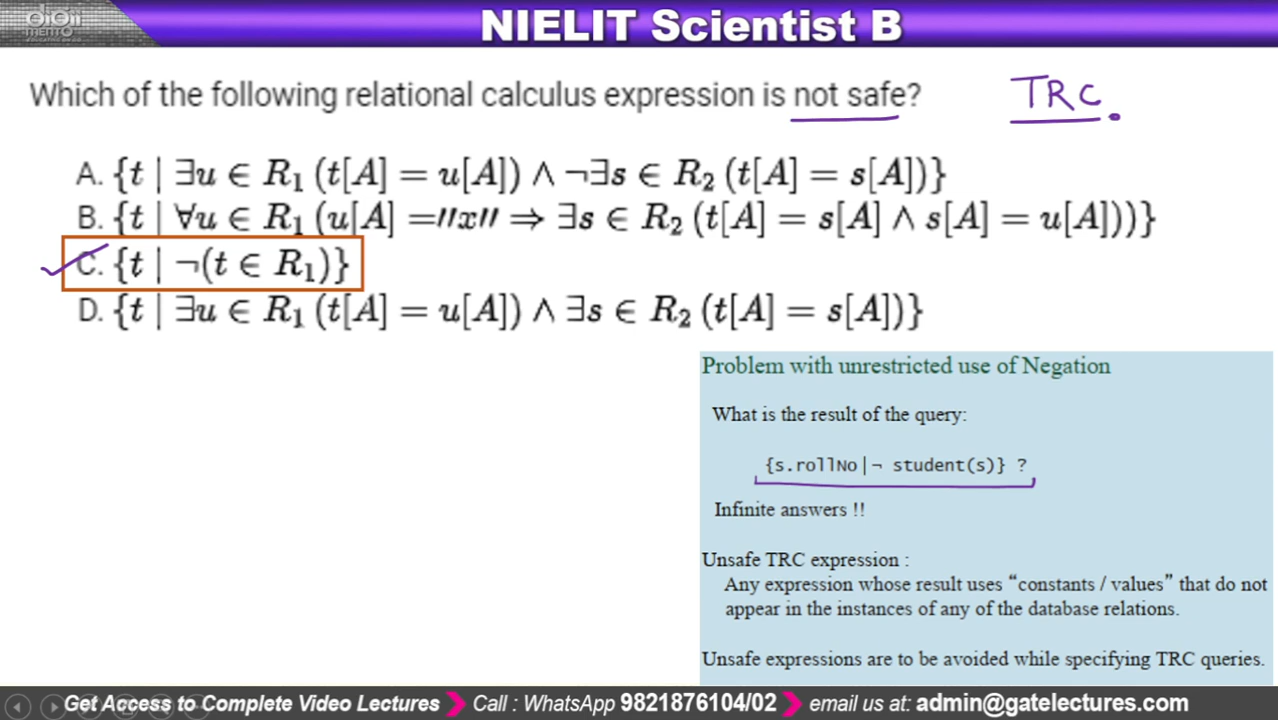 digii
MENTO
NIELIT Scientist B
Which of the following relational calculus expression is not safe?
TRC.
A. {t | ∃u ∈ R₁ (t[A] = u[A]) ∧ ¬∃s ∈ R₂ (t[A] = s[A])}
B. {t | ∀u ∈ R₁ (u[A] =″x″ ⇒ ∃s ∈ R₂ (t[A] = s[A] ∧ s[A] = u[A]))}
C. {t | ¬(t ∈ R₁)}
D. {t | ∃u ∈ R₁ (t[A] = u[A]) ∧ ∃s ∈ R₂ (t[A] = s[A])}
Problem with unrestricted use of Negation
What is the result of the query:
{s.rollNo|¬ student(s)} ?
Infinite answers !!
Unsafe TRC expression :
Any expression whose result uses “constants / values” that do not
appear in the instances of any of the database relations.
Unsafe expressions are to be avoided while specifying TRC queries.
Get Access to Complete Video Lectures Call : WhatsApp 9821876104/02 email us at: admin@gatelectures.com